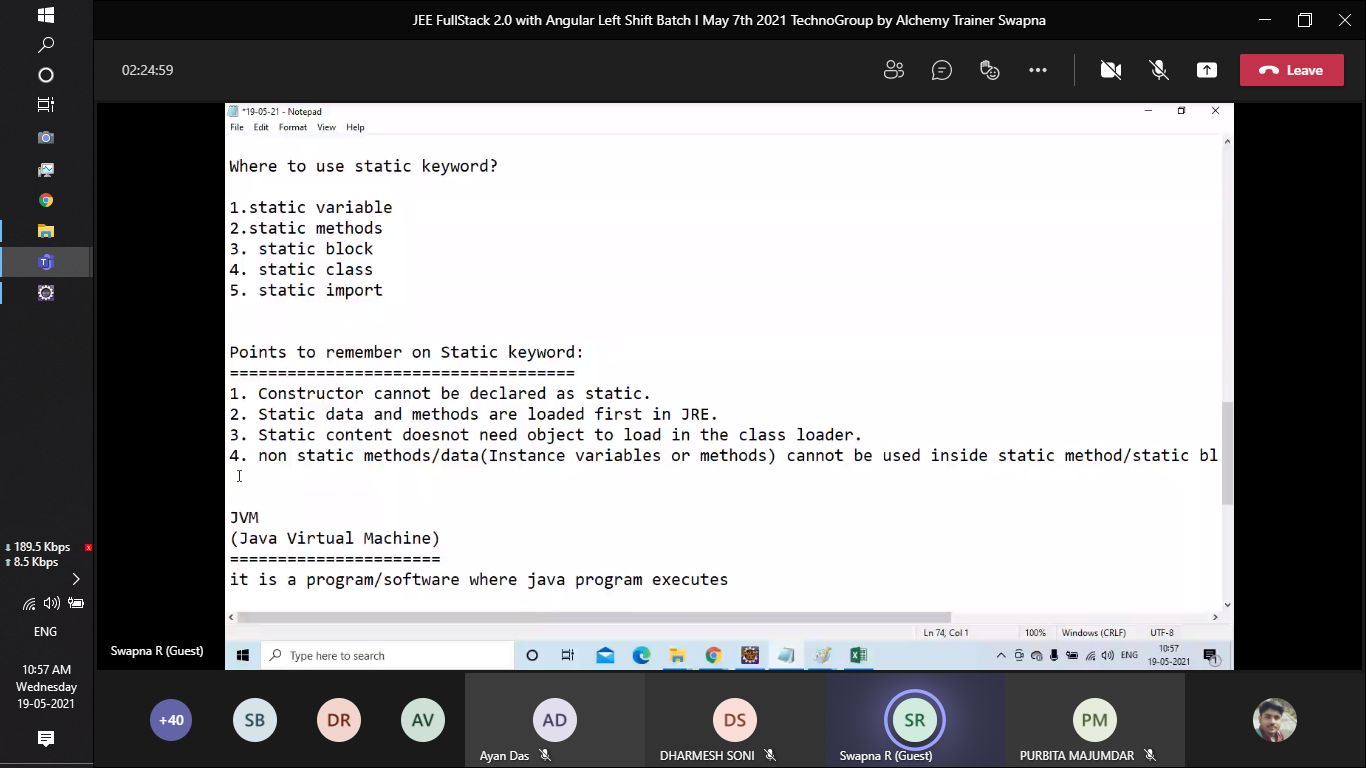 JEE FullStack 2.0 with Angular Left Shift Batch I May 7th 2021 TechnoGroup by Alchemy Trainer Swapna
02:24:59
Leave
*19-05-21 - Notepad
File Edit Format View Help
Where to use static keyword?
1.static variable
2.static methods
3. static block
4. static class
5. static import
Points to remember on Static keyword:
====================================
1. Constructor cannot be declared as static.
2. Static data and methods are loaded first in JRE.
3. Static content doesnot need object to load in the class loader.
4. non static methods/data(Instance variables or methods) cannot be used inside static method/static bl
JVM
(Java Virtual Machine)
======================
it is a program/software where java program executes
Ln 74, Col 1 100% Windows (CRLF) UTF-8
Type here to search
ENG
10:57
19-05-2021
1
Swapna R (Guest)
189.5 Kbps
8.5 Kbps
ENG
10:57 AM
Wednesday
19-05-2021
+40
SB
DR
AV
AD
Ayan Das
DS
DHARMESH SONI
SR
Swapna R (Guest)
PM
PURBITA MAJUMDAR